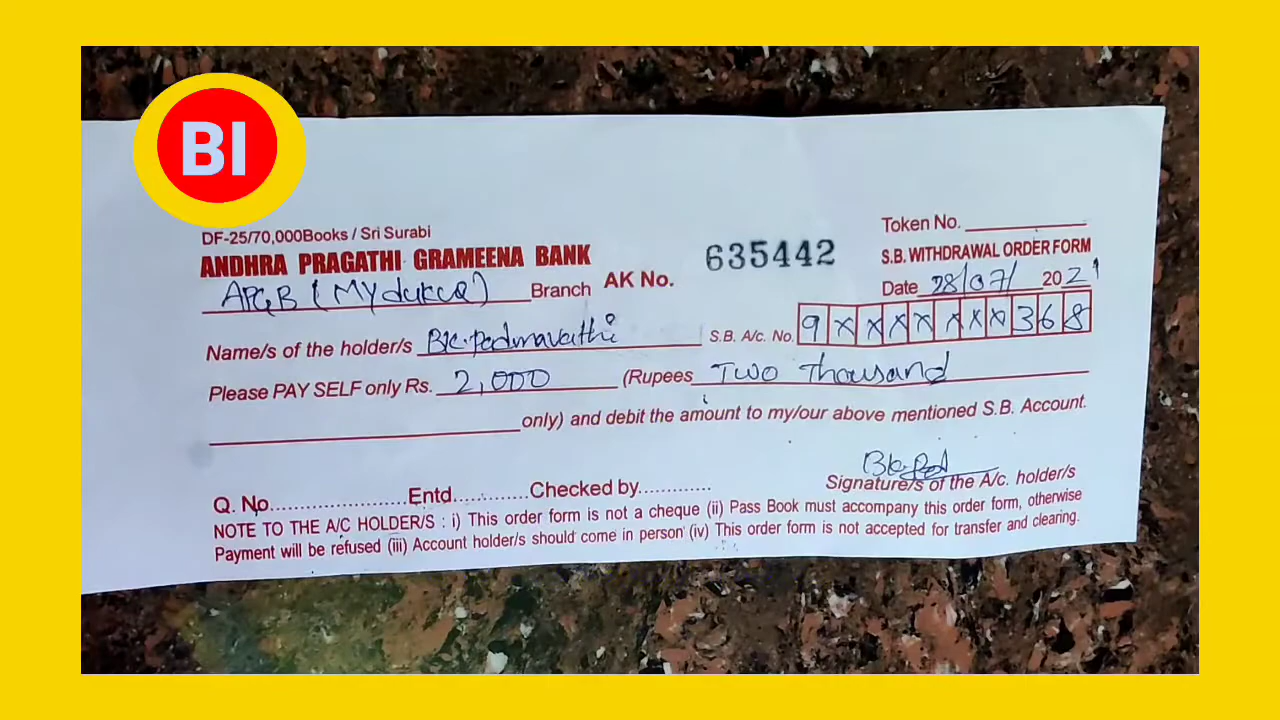 BI
DF-25/70,000Books / Sri Surabi
Token No.
ANDHRA PRAGATHI GRAMEENA BANK
635442
S.B. WITHDRAWAL ORDER FORM
APGB (Mydukur) Branch AK No.
Date 28/07/ 2021
Name/s of the holder/s B.K.Padmavathi S.B. A/c. No. 9 X X X X X X X 3 6 8
Please PAY SELF only Rs. 2,000 (Rupees Two Thousand
only) and debit the amount to my/our above mentioned S.B. Account.
Q. No....................... Entd............. Checked by.............
Signature/s of the A/c. holder/s
NOTE TO THE A/C HOLDER/S : i) This order form is not a cheque (ii) Pass Book must accompany this order form, otherwise
Payment will be refused (iii) Account holder/s should come in person (iv) This order form is not accepted for transfer and clearing.